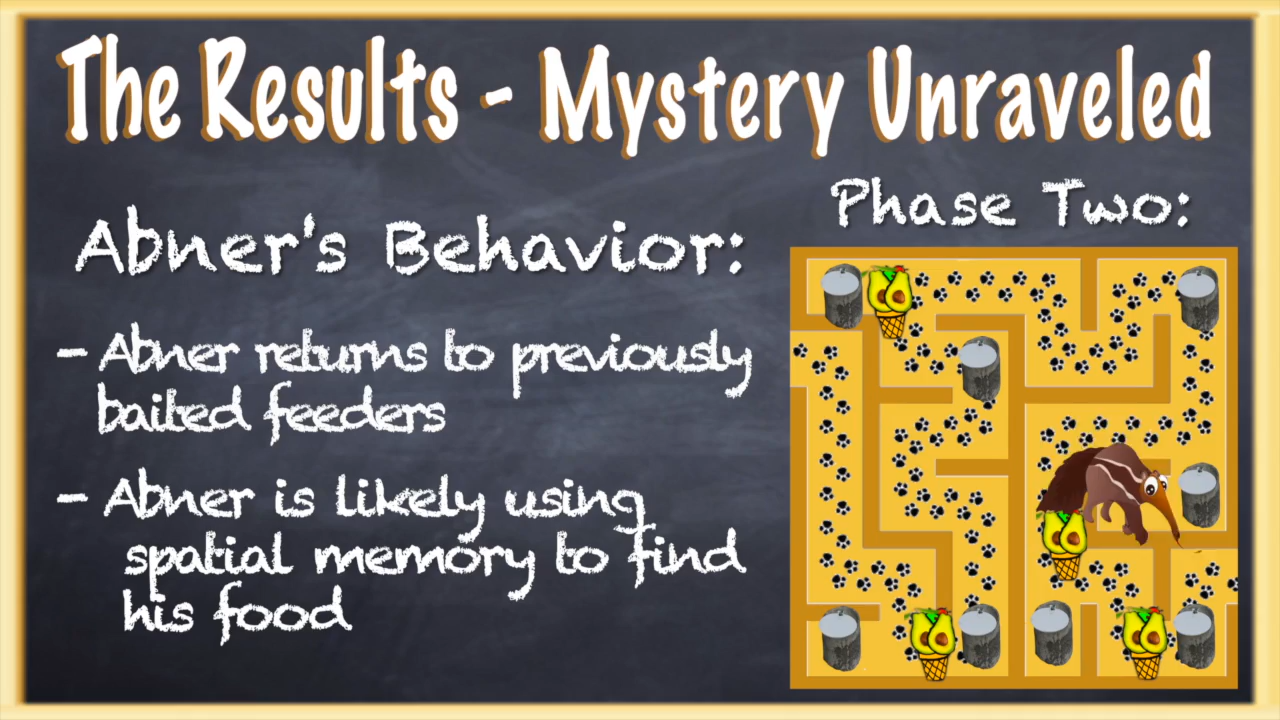 The Results - Mystery Unraveled
Phase Two:
Abner's Behavior:
- Abner returns to previously
baited feeders
- Abner is likely using
spatial memory to find
his food